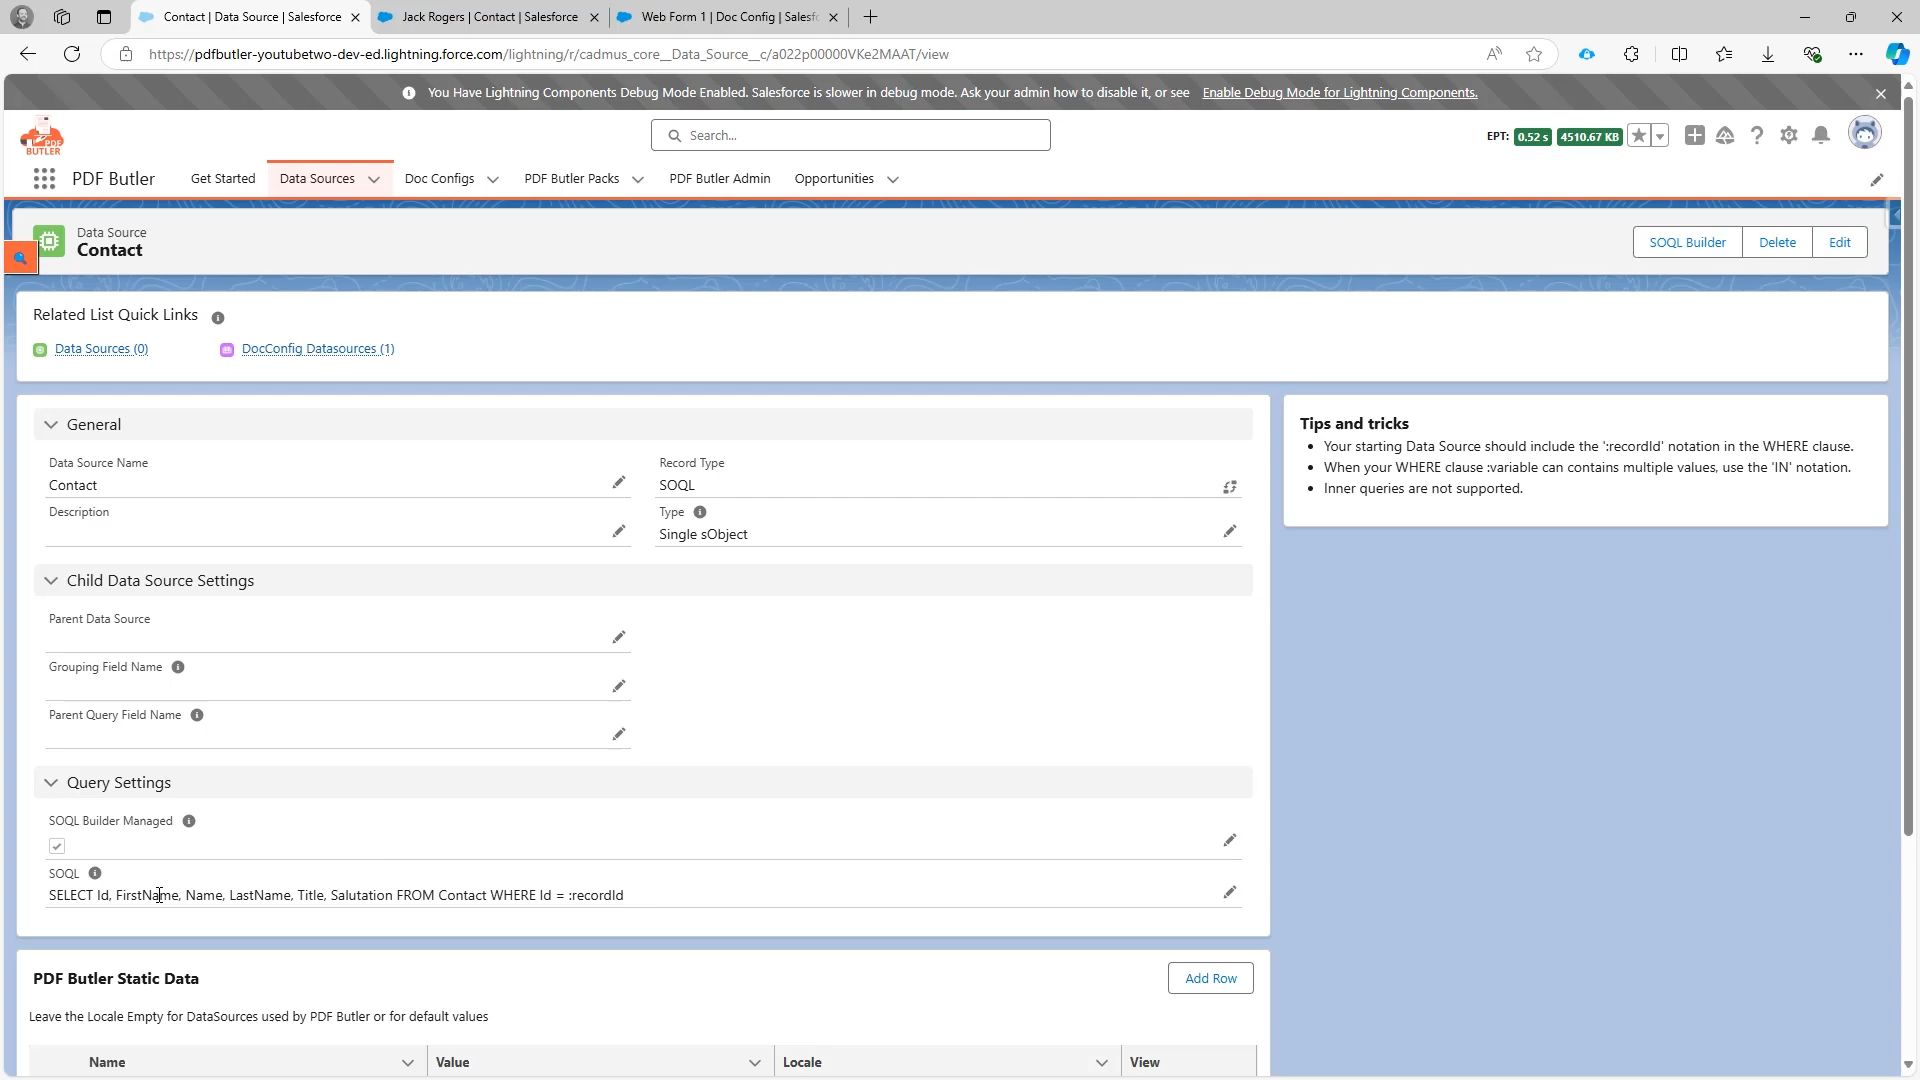 Contact | Data Source | Salesforce
Jack Rogers | Contact | Salesforce
Web Form 1 | Doc Config | Salesf
https://pdfbutler-youtubetwo-dev-ed.lightning.force.com/lightning/r/cadmus_core__Data_Source__c/a022p00000VKe2MAAT/view
You Have Lightning Components Debug Mode Enabled. Salesforce is slower in debug mode. Ask your admin how to disable it, or see Enable Debug Mode for Lightning Components.
PDF
BUTLER
Search...
EPT: 0.52 s 4510.67 KB
PDF Butler
Get Started
Data Sources
Doc Configs
PDF Butler Packs
PDF Butler Admin
Opportunities
Data Source
Contact
SOQL Builder
Delete
Edit
Related List Quick Links
Data Sources (0)
DocConfig Datasources (1)
General
Data Source Name
Contact
Record Type
SOQL
Description
Type
Single sObject
Child Data Source Settings
Parent Data Source
Grouping Field Name
Parent Query Field Name
Query Settings
SOQL Builder Managed
SOQL
SELECT Id, FirstName, Name, LastName, Title, Salutation FROM Contact WHERE Id = :recordId
Tips and tricks
Your starting Data Source should include the ':recordId' notation in the WHERE clause.
When your WHERE clause :variable can contains multiple values, use the 'IN' notation.
Inner queries are not supported.
PDF Butler Static Data
Add Row
Leave the Locale Empty for DataSources used by PDF Butler or for default values
Name
Value
Locale
View